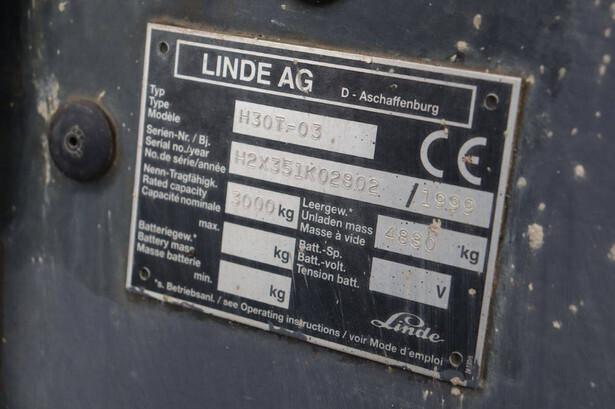 LINDE AG D - Aschaffenburg
Typ
Type
Modèle
H30T-03
CE
Serien-Nr. / Bj.
Serial no./year
No. de série/année
H2X351K02802 / 1999
Nenn-Tragfähigk.
Rated capacity
Capacité nominale
3000 kg
Leergew.*
Unladen mass
Masse à vide
4880 kg
Batteriegew.*
Battery mass
Masse batterie
max. kg
min. kg
Batt.-Sp.
Batt.-volt.
Tension batt.
V
*s. Betriebsanl. / see Operating instructions / voir Mode d'emploi
Linde